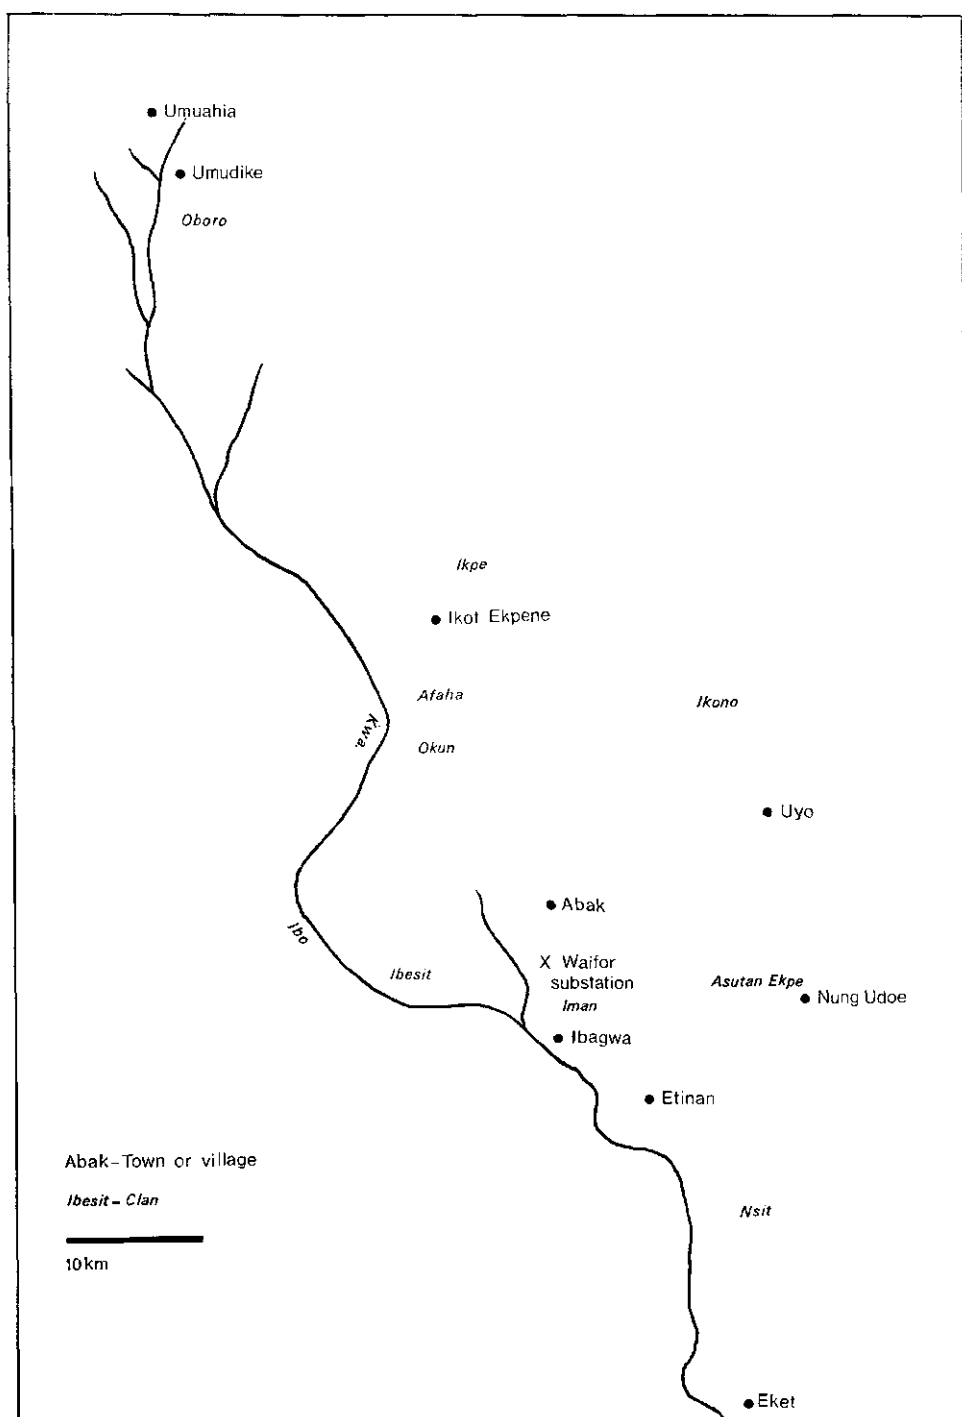 Umuahia
Umudike
Oboro
Ikpe
Ikot Ekpene
Afaha
Ikono
Kwa.
Okun
Uyo
Abak
Ibo
X Waifor
substation
Ibesit
Asutan Ekpe
Nung Udoe
Iman
Ibagwa
Etinan
Abak-Town or village
Ibesit-Clan
Nsit
10km
Eket